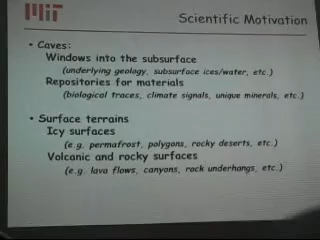 MIT
Scientific Motivation
• Caves:
Windows into the subsurface
(underlying geology, subsurface ices/water, etc.)
Repositories for materials
(biological traces, climate signals, unique minerals, etc.)
• Surface terrains
Icy surfaces
(e.g. permafrost, polygons, rocky deserts, etc.)
Volcanic and rocky surfaces
(e.g. lava flows, canyons, rock underhangs, etc.)